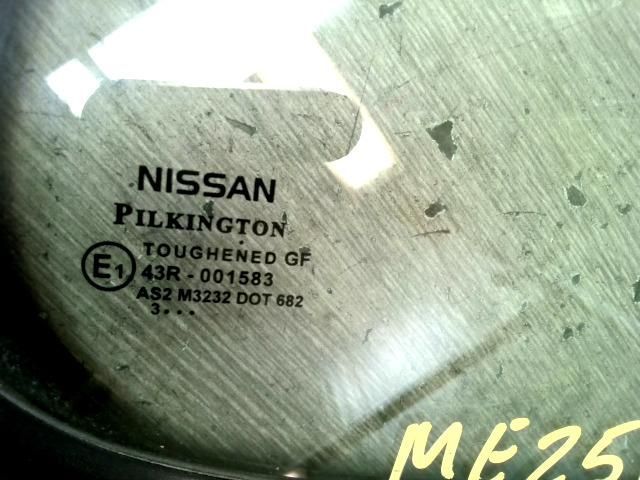 NISSAN
PILKINGTON
TOUGHENED GF
E1
43R - 001583
AS2 M3232 DOT 682
3...
ME25